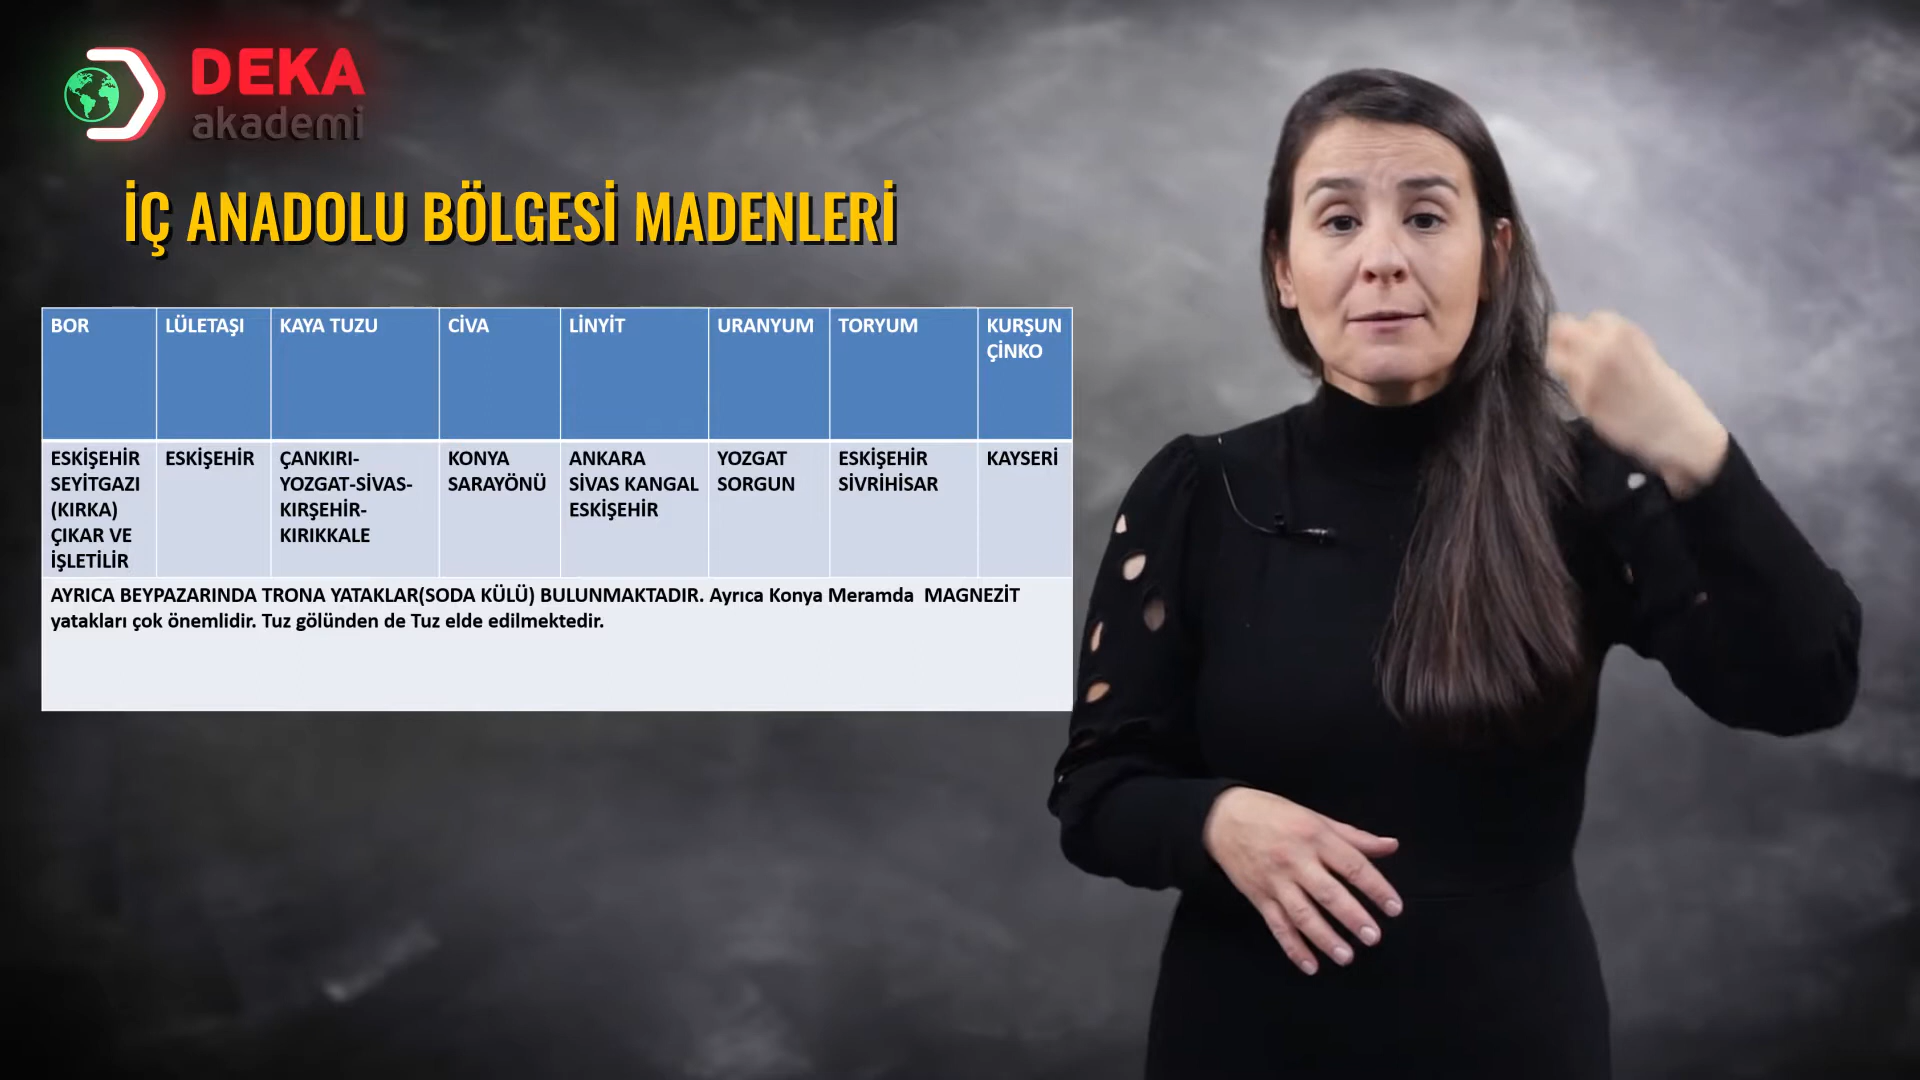 DEKA
akademi
İÇ ANADOLU BÖLGESİ MADENLERİ
BOR
LÜLETAŞI
KAYA TUZU
CİVA
LİNYİT
URANYUM
TORYUM
KURŞUN
ÇİNKO
ESKİŞEHİR
SEYİTGAZI
(KIRKA)
ÇIKAR VE
İŞLETİLİR
ESKİŞEHİR
ÇANKIRI-
YOZGAT-SİVAS-
KIRŞEHİR-
KIRIKKALE
KONYA
SARAYÖNÜ
ANKARA
SİVAS KANGAL
ESKİŞEHİR
YOZGAT
SORGUN
ESKİŞEHİR
SİVRİHİSAR
KAYSERİ
AYRICA BEYPAZARINDA TRONA YATAKLAR(SODA KÜLÜ) BULUNMAKTADIR. Ayrıca Konya Meramda MAGNEZİT
yatakları çok önemlidir. Tuz gölünden de Tuz elde edilmektedir.